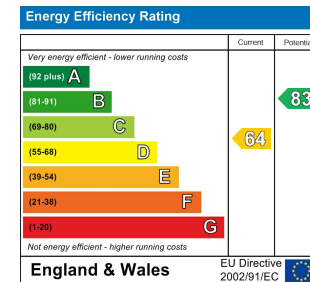 Energy Efficiency Rating
Current Potentia
Very energy efficient - lower running costs
(92 plus) A
(81-91) B
83
(69-80) C
64
(55-68) D
(39-54) E
(21-38) F
(1-20) G
Not energy efficient - higher running costs
England & Wales
EU Directive
2002/91/EC